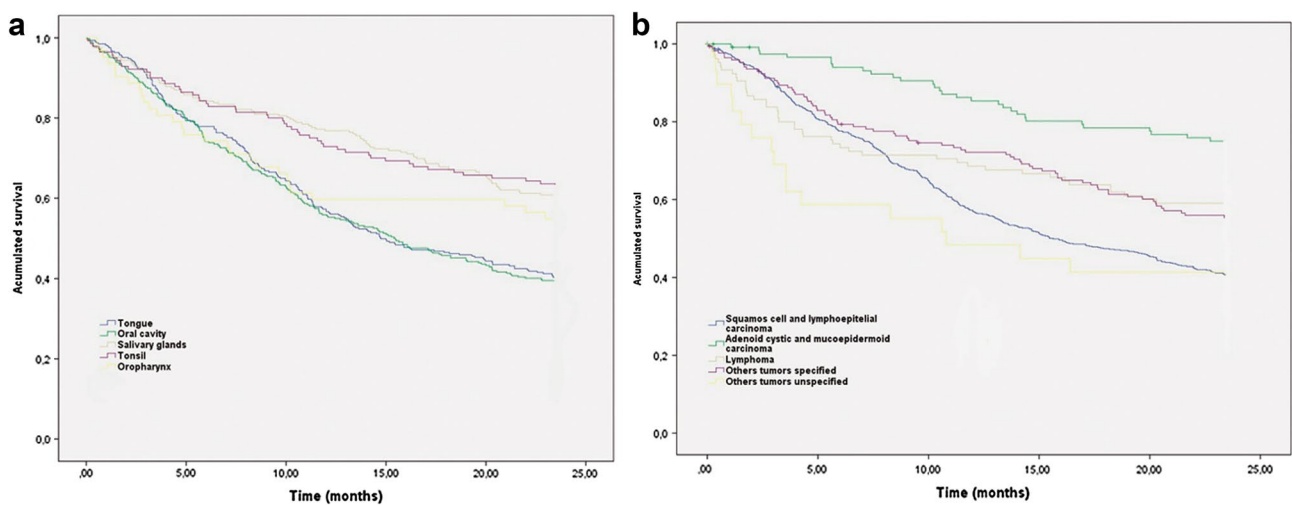 a
Acumulated survival
1,0
0,8
0,6
0,4
0,2
0,0
Tongue
Oral cavity
Salivary glands
Tonsil
Oropharynx
,00 5,00 10,00 15,00 20,00 25,00
Time (months)
b
Acumulated survival
1,0
0,8
0,6
0,4
0,2
0,0
Squamos cell and lymphoepitelial
carcinoma
Adenoid cystic and mucoepidermoid
carcinoma
Lymphoma
Others tumors specified
Others tumors unspecified
,00 5,00 10,00 15,00 20,00 25,00
Time (months)